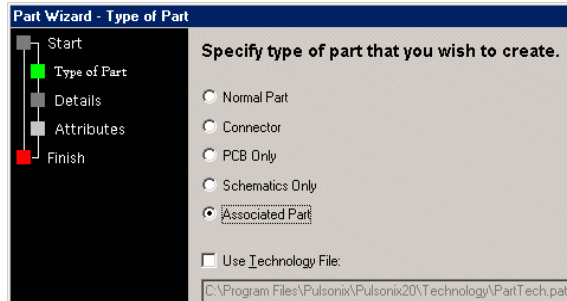 Part Wizard - Type of Part
Start
Type of Part
Details
Attributes
Finish
Specify type of part that you wish to create.
Normal Part
Connector
PCB Only
Schematics Only
Associated Part
Use Technology File:
C:\Program Files\Pulsonix\Pulsonix20\Technology\PartTech.pat